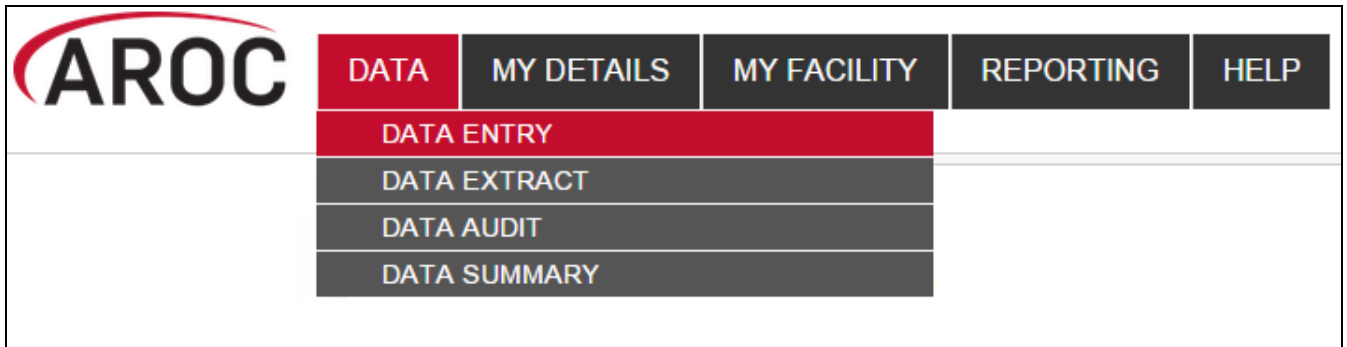 AROC DATA MY DETAILS MY FACILITY REPORTING HELP
DATA ENTRY
DATA EXTRACT
DATA AUDIT
DATA SUMMARY